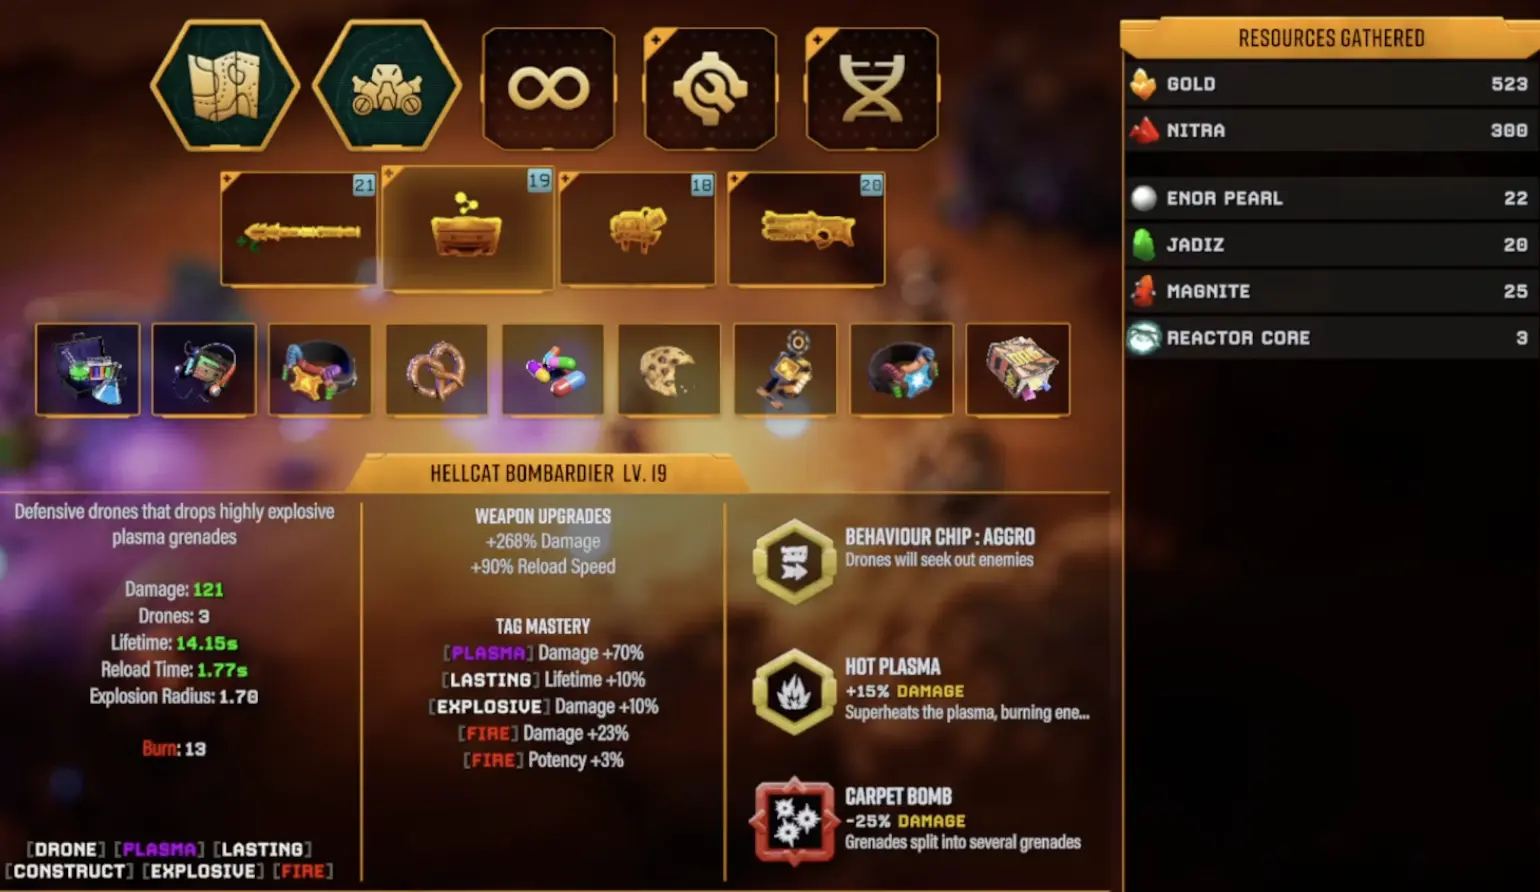 21
19
18
20
RESOURCES GATHERED
GOLD 523
NITRA 300
ENOR PEARL 22
JADIZ 20
MAGNITE 25
REACTOR CORE 3
HELLCAT BOMBARDIER LV. 19
Defensive drones that drops highly explosive
plasma grenades
Damage: 121
Drones: 3
Lifetime: 14.15s
Reload Time: 1.77s
Explosion Radius: 1.70
Burn: 13
[DRONE] [PLASMA] [LASTING]
[CONSTRUCT] [EXPLOSIVE] [FIRE]
WEAPON UPGRADES
+268% Damage
+90% Reload Speed
TAG MASTERY
[PLASMA] Damage +70%
[LASTING] Lifetime +10%
[EXPLOSIVE] Damage +10%
[FIRE] Damage +23%
[FIRE] Potency +3%
BEHAVIOUR CHIP : AGGRO
Drones will seek out enemies
HOT PLASMA
+15% DAMAGE
Superheats the plasma, burning ene...
CARPET BOMB
-25% DAMAGE
Grenades split into several grenades